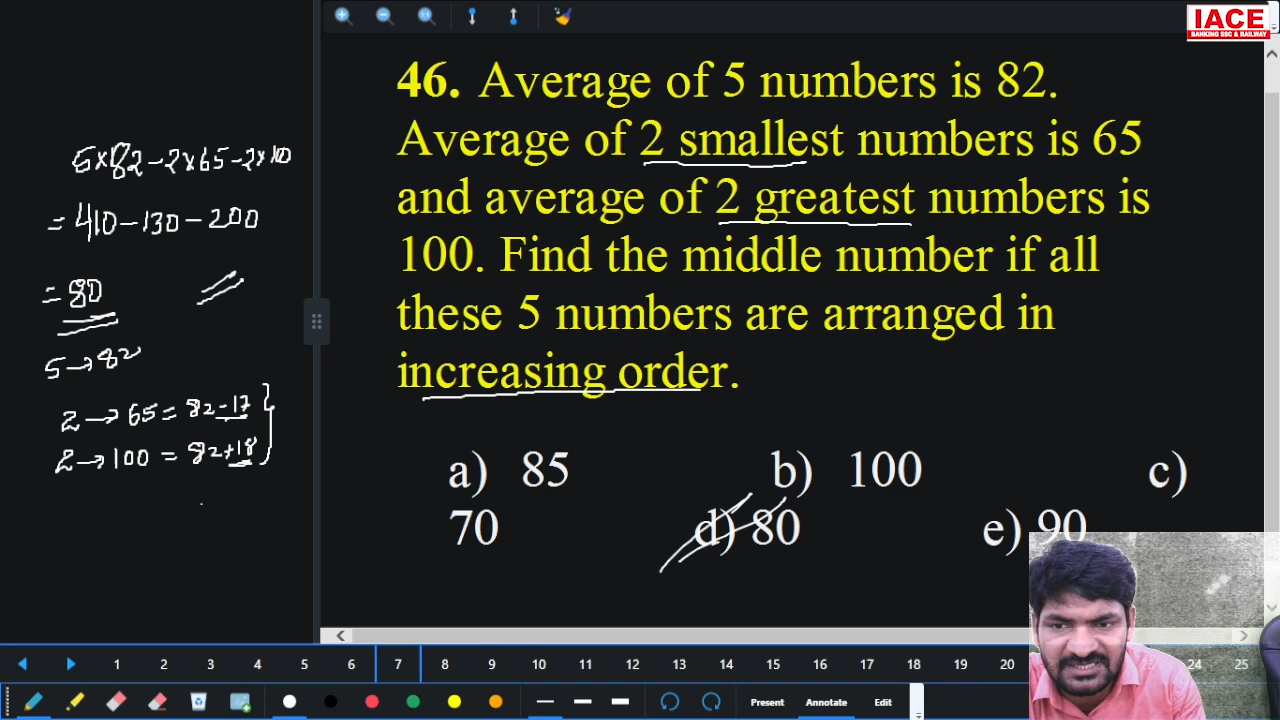 IACE
BANKING SSC & RAILWAY
46. Average of 5 numbers is 82.
Average of 2 smallest numbers is 65
and average of 2 greatest numbers is
100. Find the middle number if all
these 5 numbers are arranged in
increasing order.
a) 85 b) 100 c)
70 d) 80 e) 90
5×82-2×65-2×100
= 410-130-200
= 80
5→82
2→65 = 82-17
2→100 = 82+18
1 2 3 4 5 6 7 8 9 10 11 12 13 14 15 16 17 18 19 20 23 24 25
Present Annotate Edit